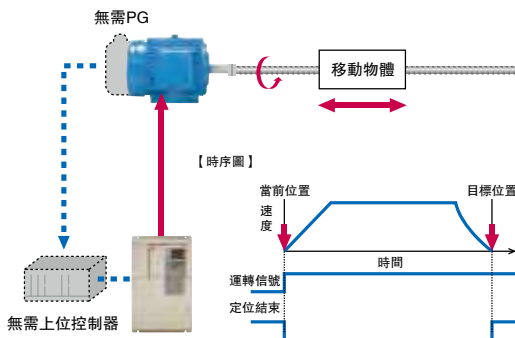 無需PG
移動物體
【時序圖】
當前位置
目標位置
速度
時間
運轉信號
定位結束
無需上位控制器